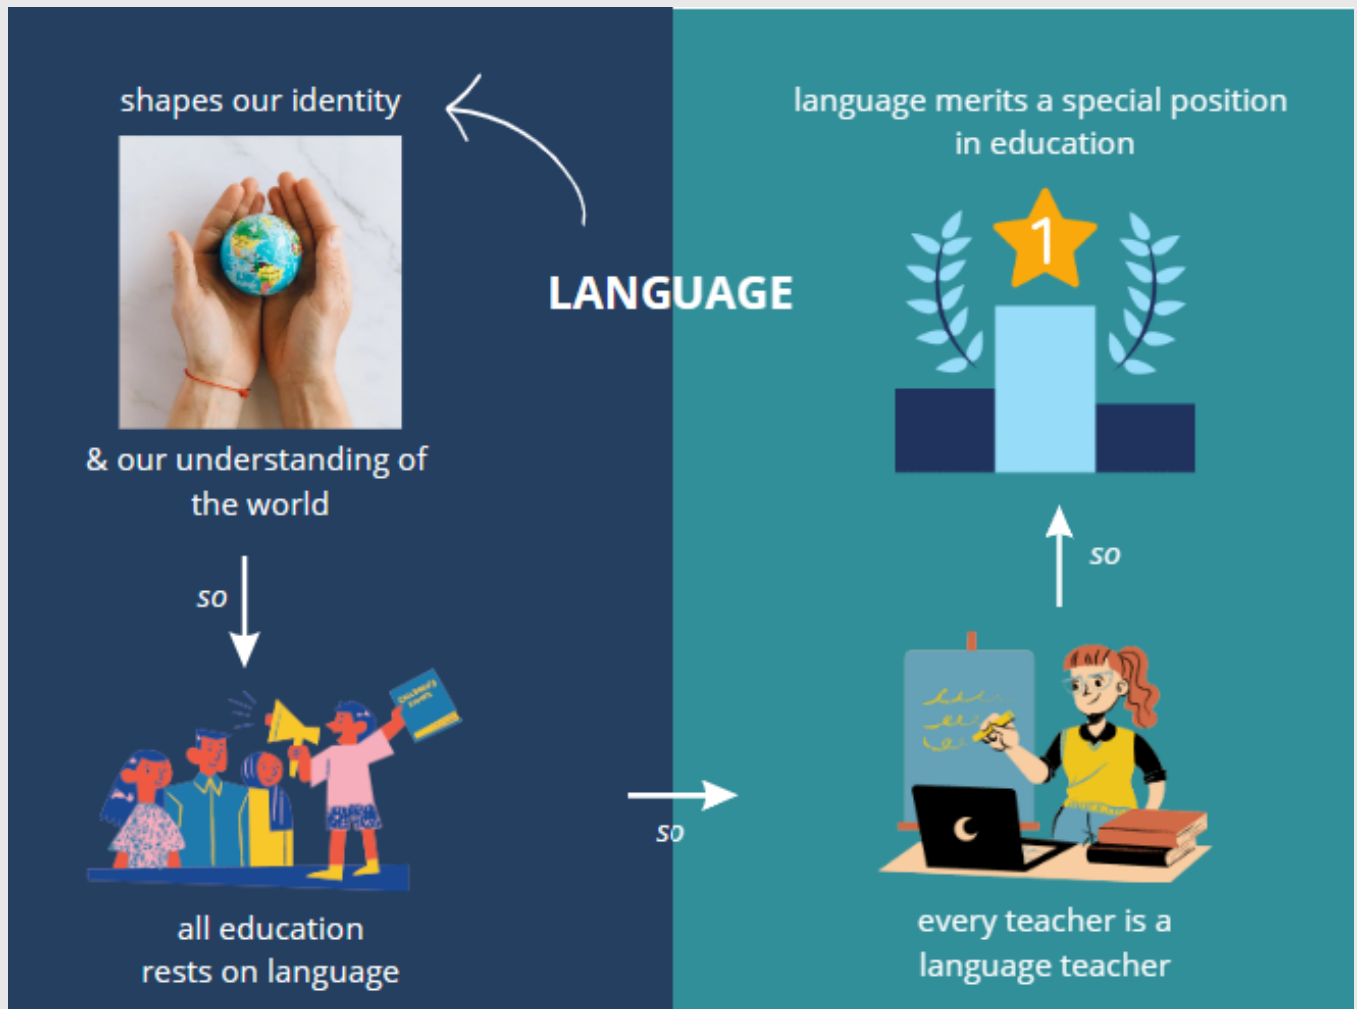 LANGUAGE
shapes our identity
& our understanding of
the world
so
all education
rests on language
so
every teacher is a
language teacher
so
language merits a special position
in education
1